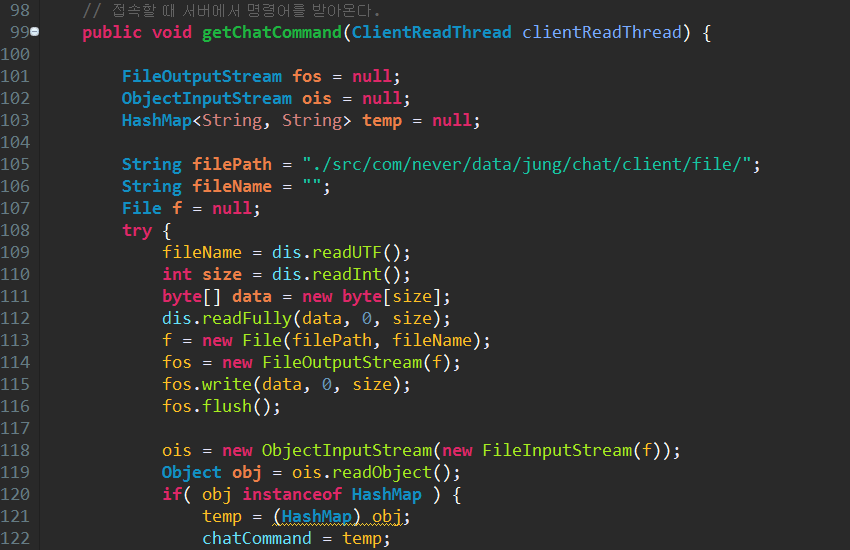 98 // 접속할 때 서버에서 명령어를 받아온다.
99 public void getChatCommand(ClientReadThread clientReadThread) {
100
101 FileOutputStream fos = null;
102 ObjectInputStream ois = null;
103 HashMap<String, String> temp = null;
104
105 String filePath = "./src/com/never/data/jung/chat/client/file/";
106 String fileName = "";
107 File f = null;
108 try {
109 fileName = dis.readUTF();
110 int size = dis.readInt();
111 byte[] data = new byte[size];
112 dis.readFully(data, 0, size);
113 f = new File(filePath, fileName);
114 fos = new FileOutputStream(f);
115 fos.write(data, 0, size);
116 fos.flush();
117
118 ois = new ObjectInputStream(new FileInputStream(f));
119 Object obj = ois.readObject();
120 if( obj instanceof HashMap ) {
121 temp = (HashMap) obj;
122 chatCommand = temp;